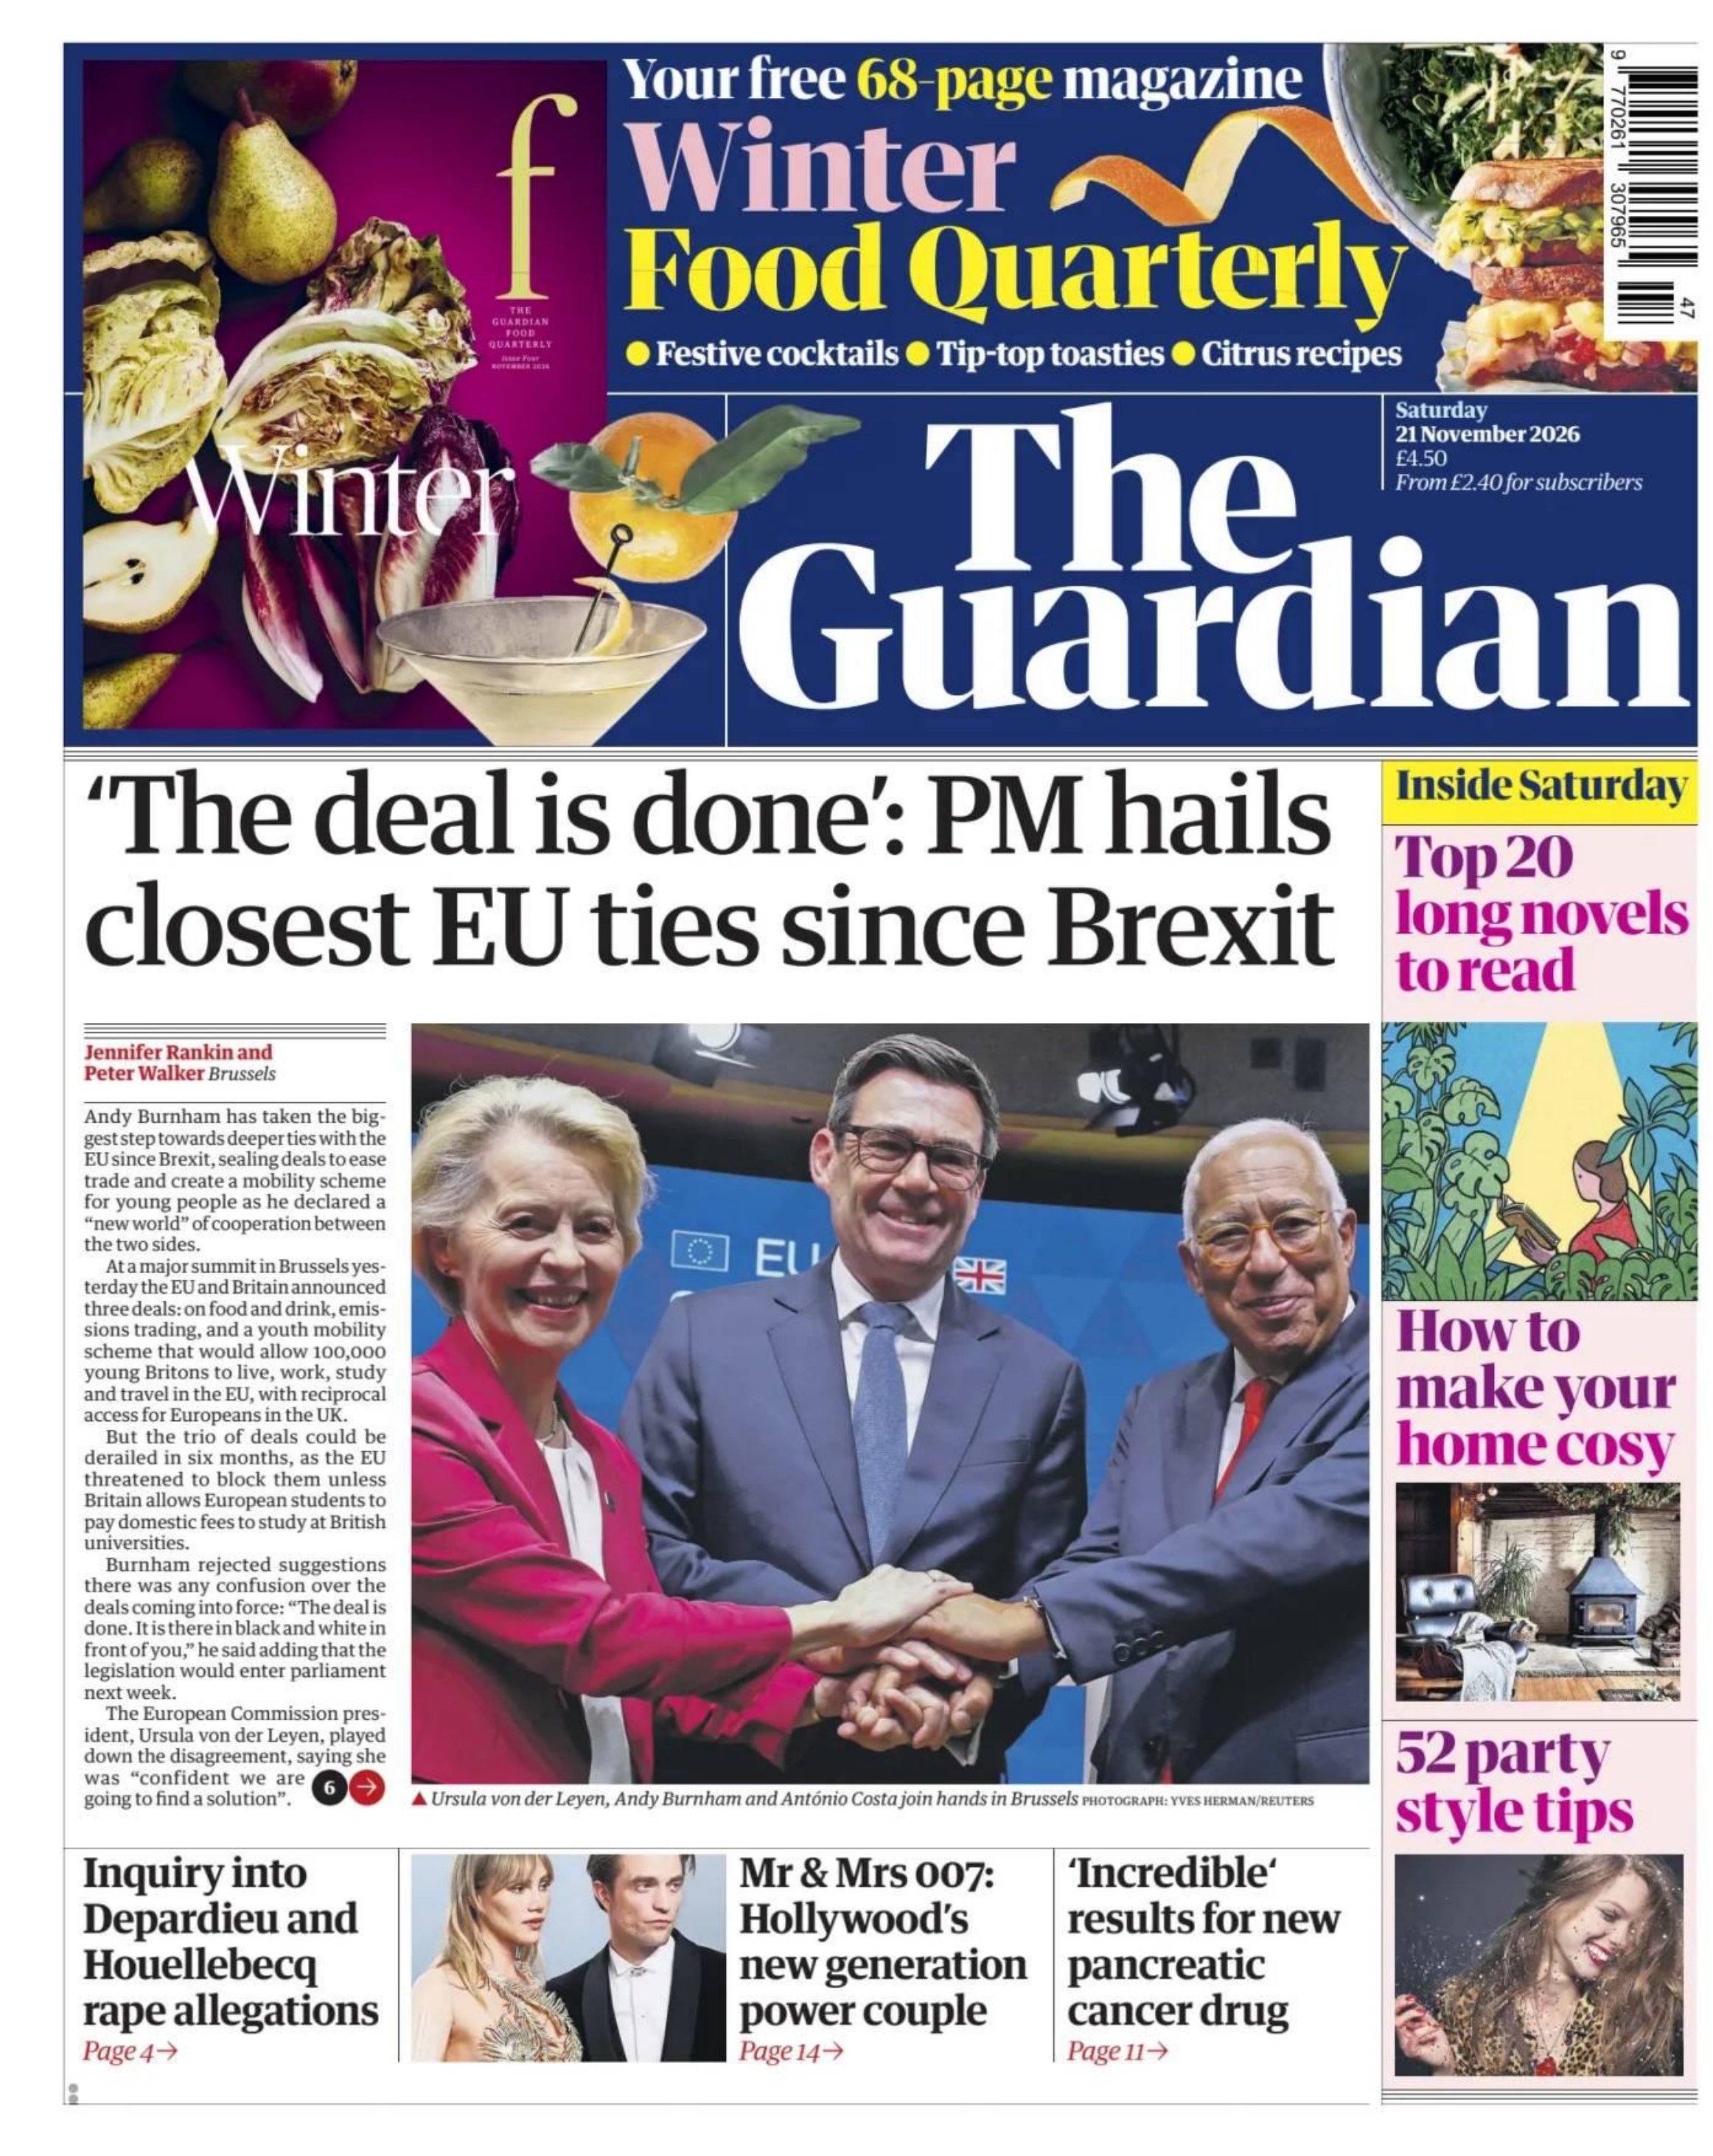 Your free 68-page magazine
Winter
Food Quarterly
Festive cocktails ● Tip-top toasties ● Citrus recipes
f
THE
GUARDIAN
FOOD
QUARTERLY
Issue Four
NOVEMBER 2026
Winter
9 770261 307965
47
The
Guardian
Saturday
21 November 2026
£4.50
From £2.40 for subscribers
‘The deal is done’: PM hails
closest EU ties since Brexit
Jennifer Rankin and
Peter Walker Brussels
Andy Burnham has taken the big-
gest step towards deeper ties with the
EU since Brexit, sealing deals to ease
trade and create a mobility scheme
for young people as he declared a
“new world” of cooperation between
the two sides.
At a major summit in Brussels yes-
terday the EU and Britain announced
three deals: on food and drink, emis-
sions trading, and a youth mobility
scheme that would allow 100,000
young Britons to live, work, study
and travel in the EU, with reciprocal
access for Europeans in the UK.
But the trio of deals could be
derailed in six months, as the EU
threatened to block them unless
Britain allows European students to
pay domestic fees to study at British
universities.
Burnham rejected suggestions
there was any confusion over the
deals coming into force: “The deal is
done. It is there in black and white in
front of you,” he said adding that the
legislation would enter parliament
next week.
The European Commission pres-
ident, Ursula von der Leyen, played
down the disagreement, saying she
was “confident we are
going to find a solution”.
6 →
EU
▲ Ursula von der Leyen, Andy Burnham and António Costa join hands in Brussels PHOTOGRAPH: YVES HERMAN/REUTERS
Inside Saturday
Top 20
long novels
to read
How to
make your
home cosy
52 party
style tips
Inquiry into
Depardieu and
Houellebecq
rape allegations
Page 4→
Mr & Mrs 007:
Hollywood’s
new generation
power couple
Page 14→
‘Incredible‘
results for new
pancreatic
cancer drug
Page 11→